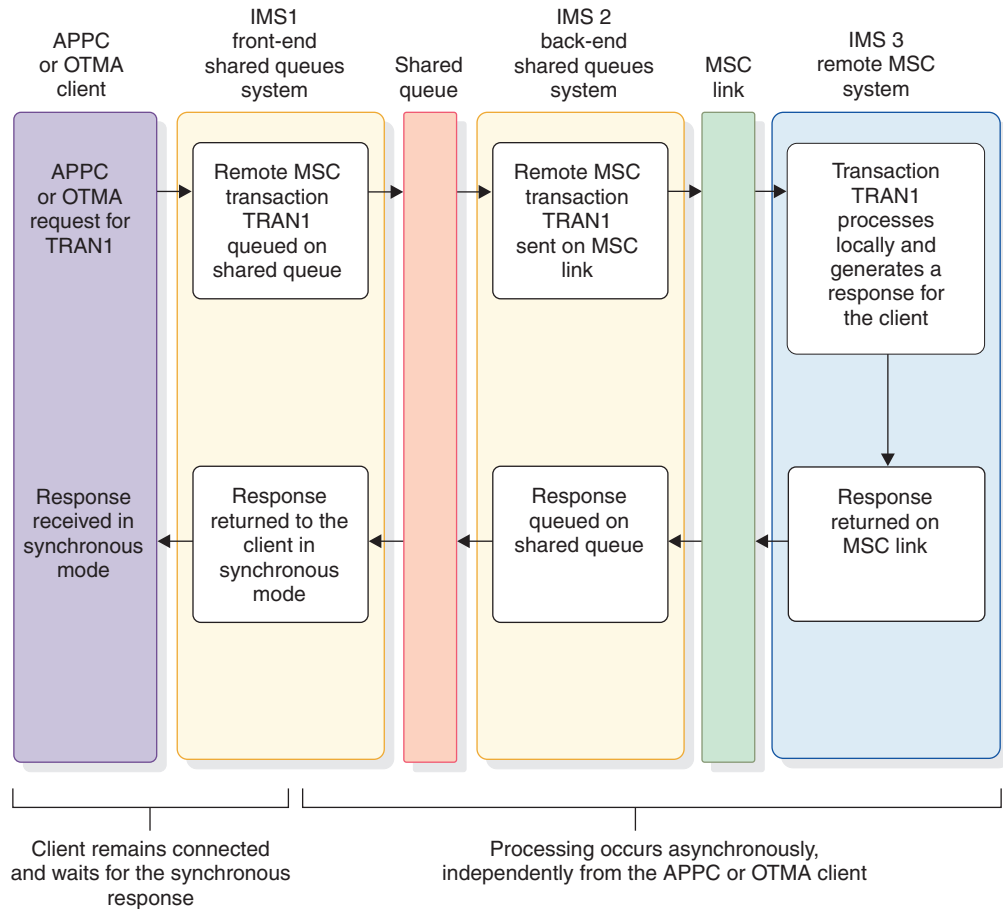 APPC
or OTMA
client
IMS1
front-end
shared queues
system
Shared
queue
IMS 2
back-end
shared queues
system
MSC
link
IMS 3
remote MSC
system
APPC
or OTMA
request for
TRAN1
Remote MSC
transaction
TRAN1
queued on
shared queue
Remote MSC
transaction
TRAN1
sent on MSC
link
Transaction
TRAN1
processes
locally and
generates a
response for
the client
Response
received in
synchronous
mode
Response
returned to the
client in
synchronous
mode
Response
queued on
shared queue
Response
returned on
MSC link
Client remains connected
and waits for the synchronous
response
Processing occurs asynchronously,
independently from the APPC or OTMA client